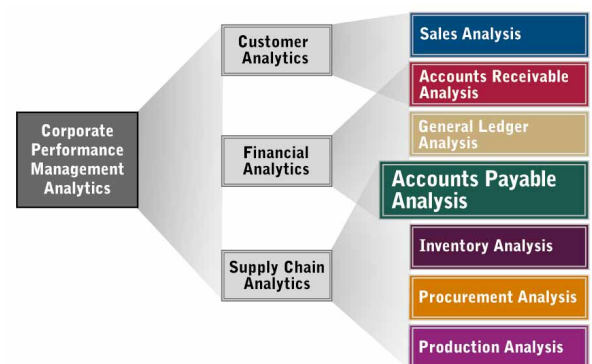 Corporate
Performance
Management
Analytics
Customer
Analytics
Financial
Analytics
Supply Chain
Analytics
Sales Analysis
Accounts Receivable
Analysis
General Ledger
Analysis
Accounts Payable
Analysis
Inventory Analysis
Procurement Analysis
Production Analysis